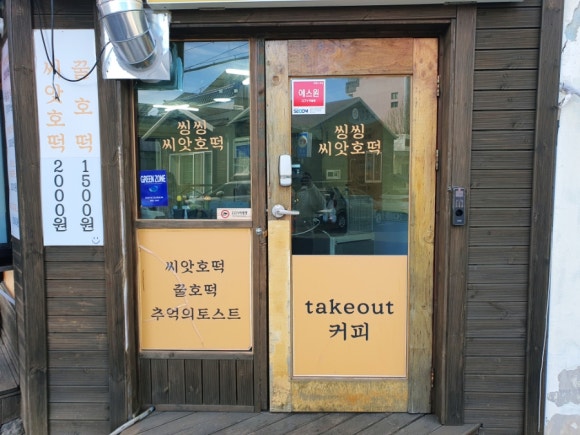 씨앗호떡 2000원
꿀호떡 1500원
씽씽
씨앗호떡
GREEN ZONE
씨앗호떡
꿀호떡
추억의토스트
에스원
SECOM
씽씽
씨앗호떡
takeout
커피